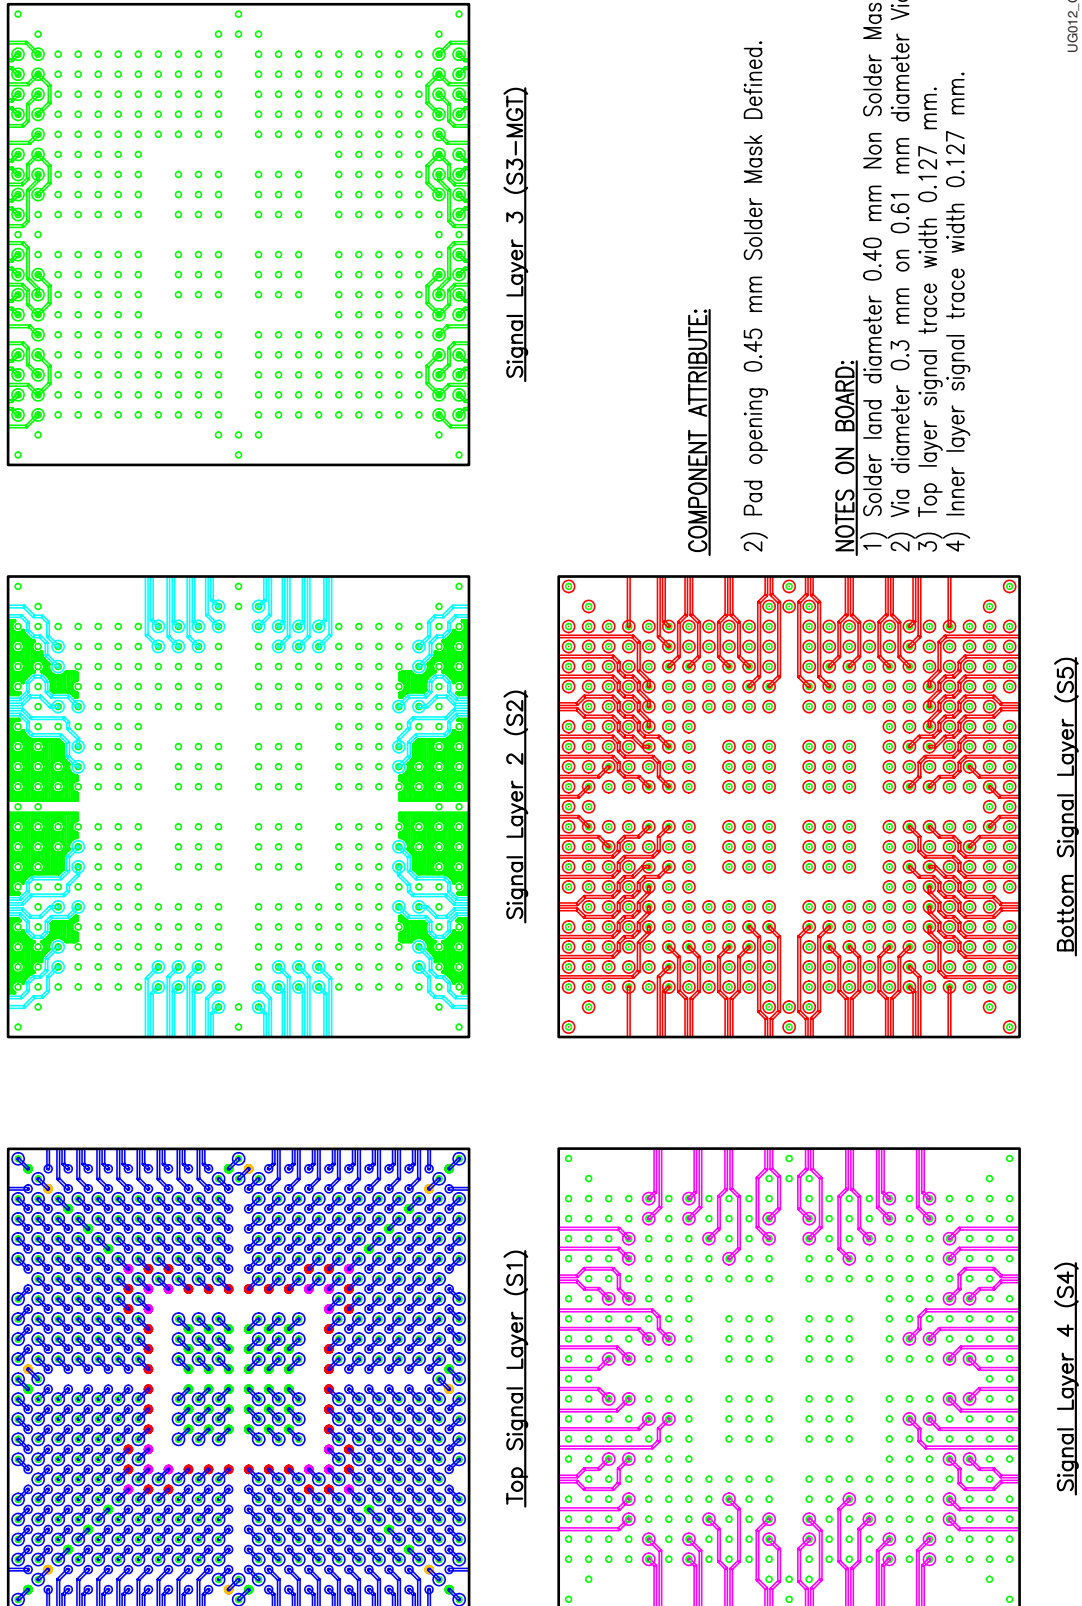 Top Signal Layer (S1)
Signal Layer 2 (S2)
Signal Layer 3 (S3-MGT)
Signal Layer 4 (S4)
Bottom Signal Layer (S5)
COMPONENT ATTRIBUTE:
2) Pad opening 0.45 mm Solder Mask Defined.
NOTES ON BOARD:
1) Solder land diameter 0.40 mm Non Solder Mas
2) Via diameter 0.3 mm on 0.61 mm diameter Via
3) Top layer signal trace width 0.127 mm.
4) Inner layer signal trace width 0.127 mm.
UG012_